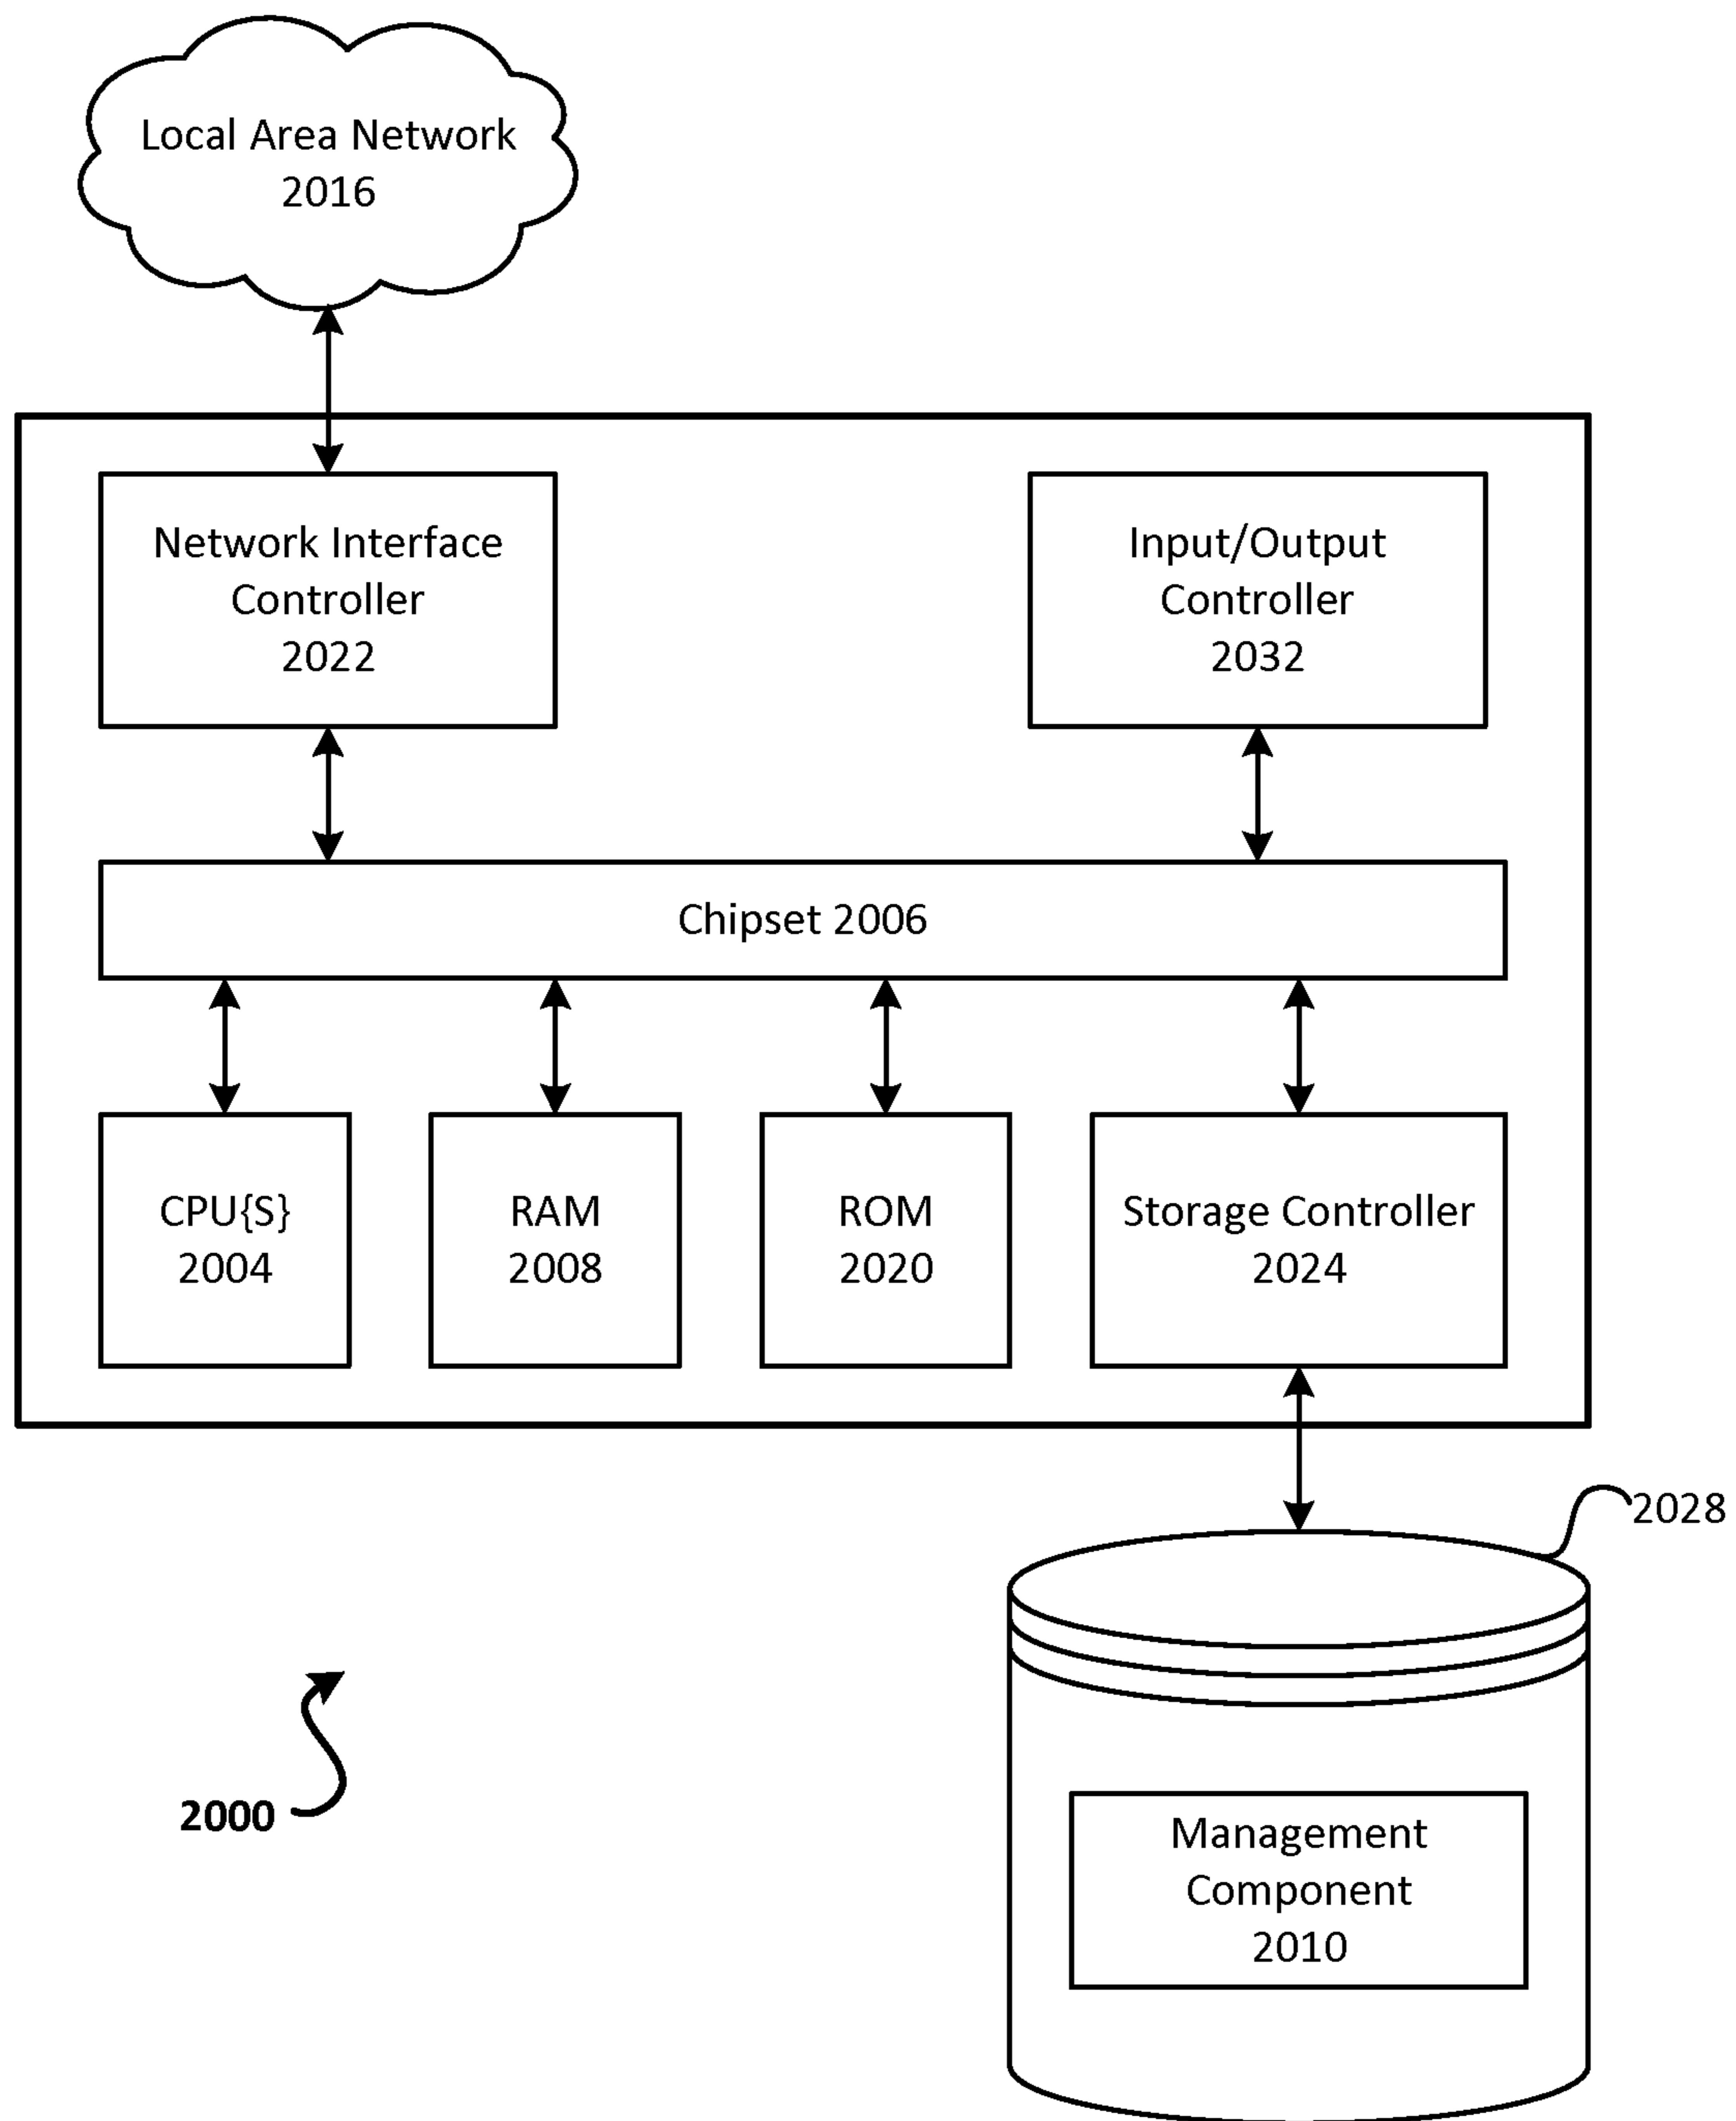 Local Area Network
2016
Network Interface
Controller
2022
Input/Output
Controller
2032
Chipset 2006
CPU{S}
2004
RAM
2008
ROM
2020
Storage Controller
2024
2028
2000
Management
Component
2010